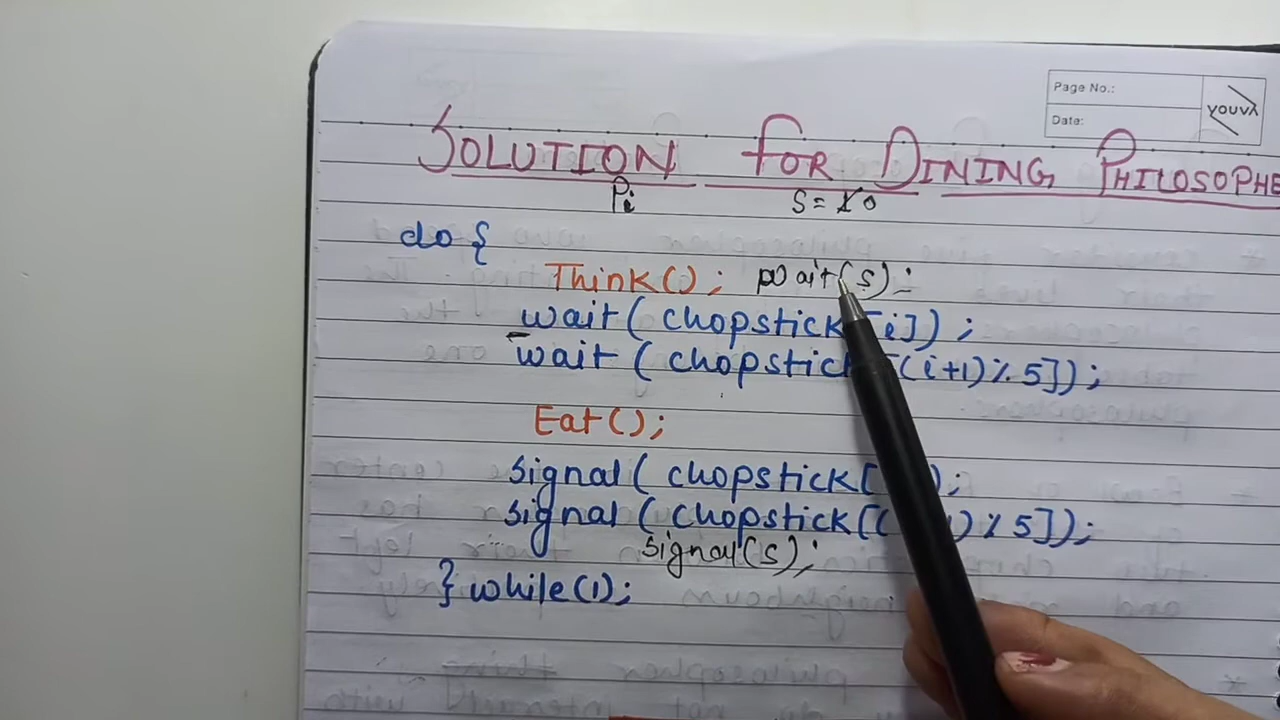 Page No.:
Date:
YOUVA
SOLUTION FOR DINING PHILOSOPHE
Pi S = 1 0
do {
Think(); wait(s);
wait( chopstick[i]);
wait ( chopstick[(i+1)%5]);
Eat();
signal( chopstick[ );
signal ( chopstick[( ) % 5]);
signal(s);
} while(1);